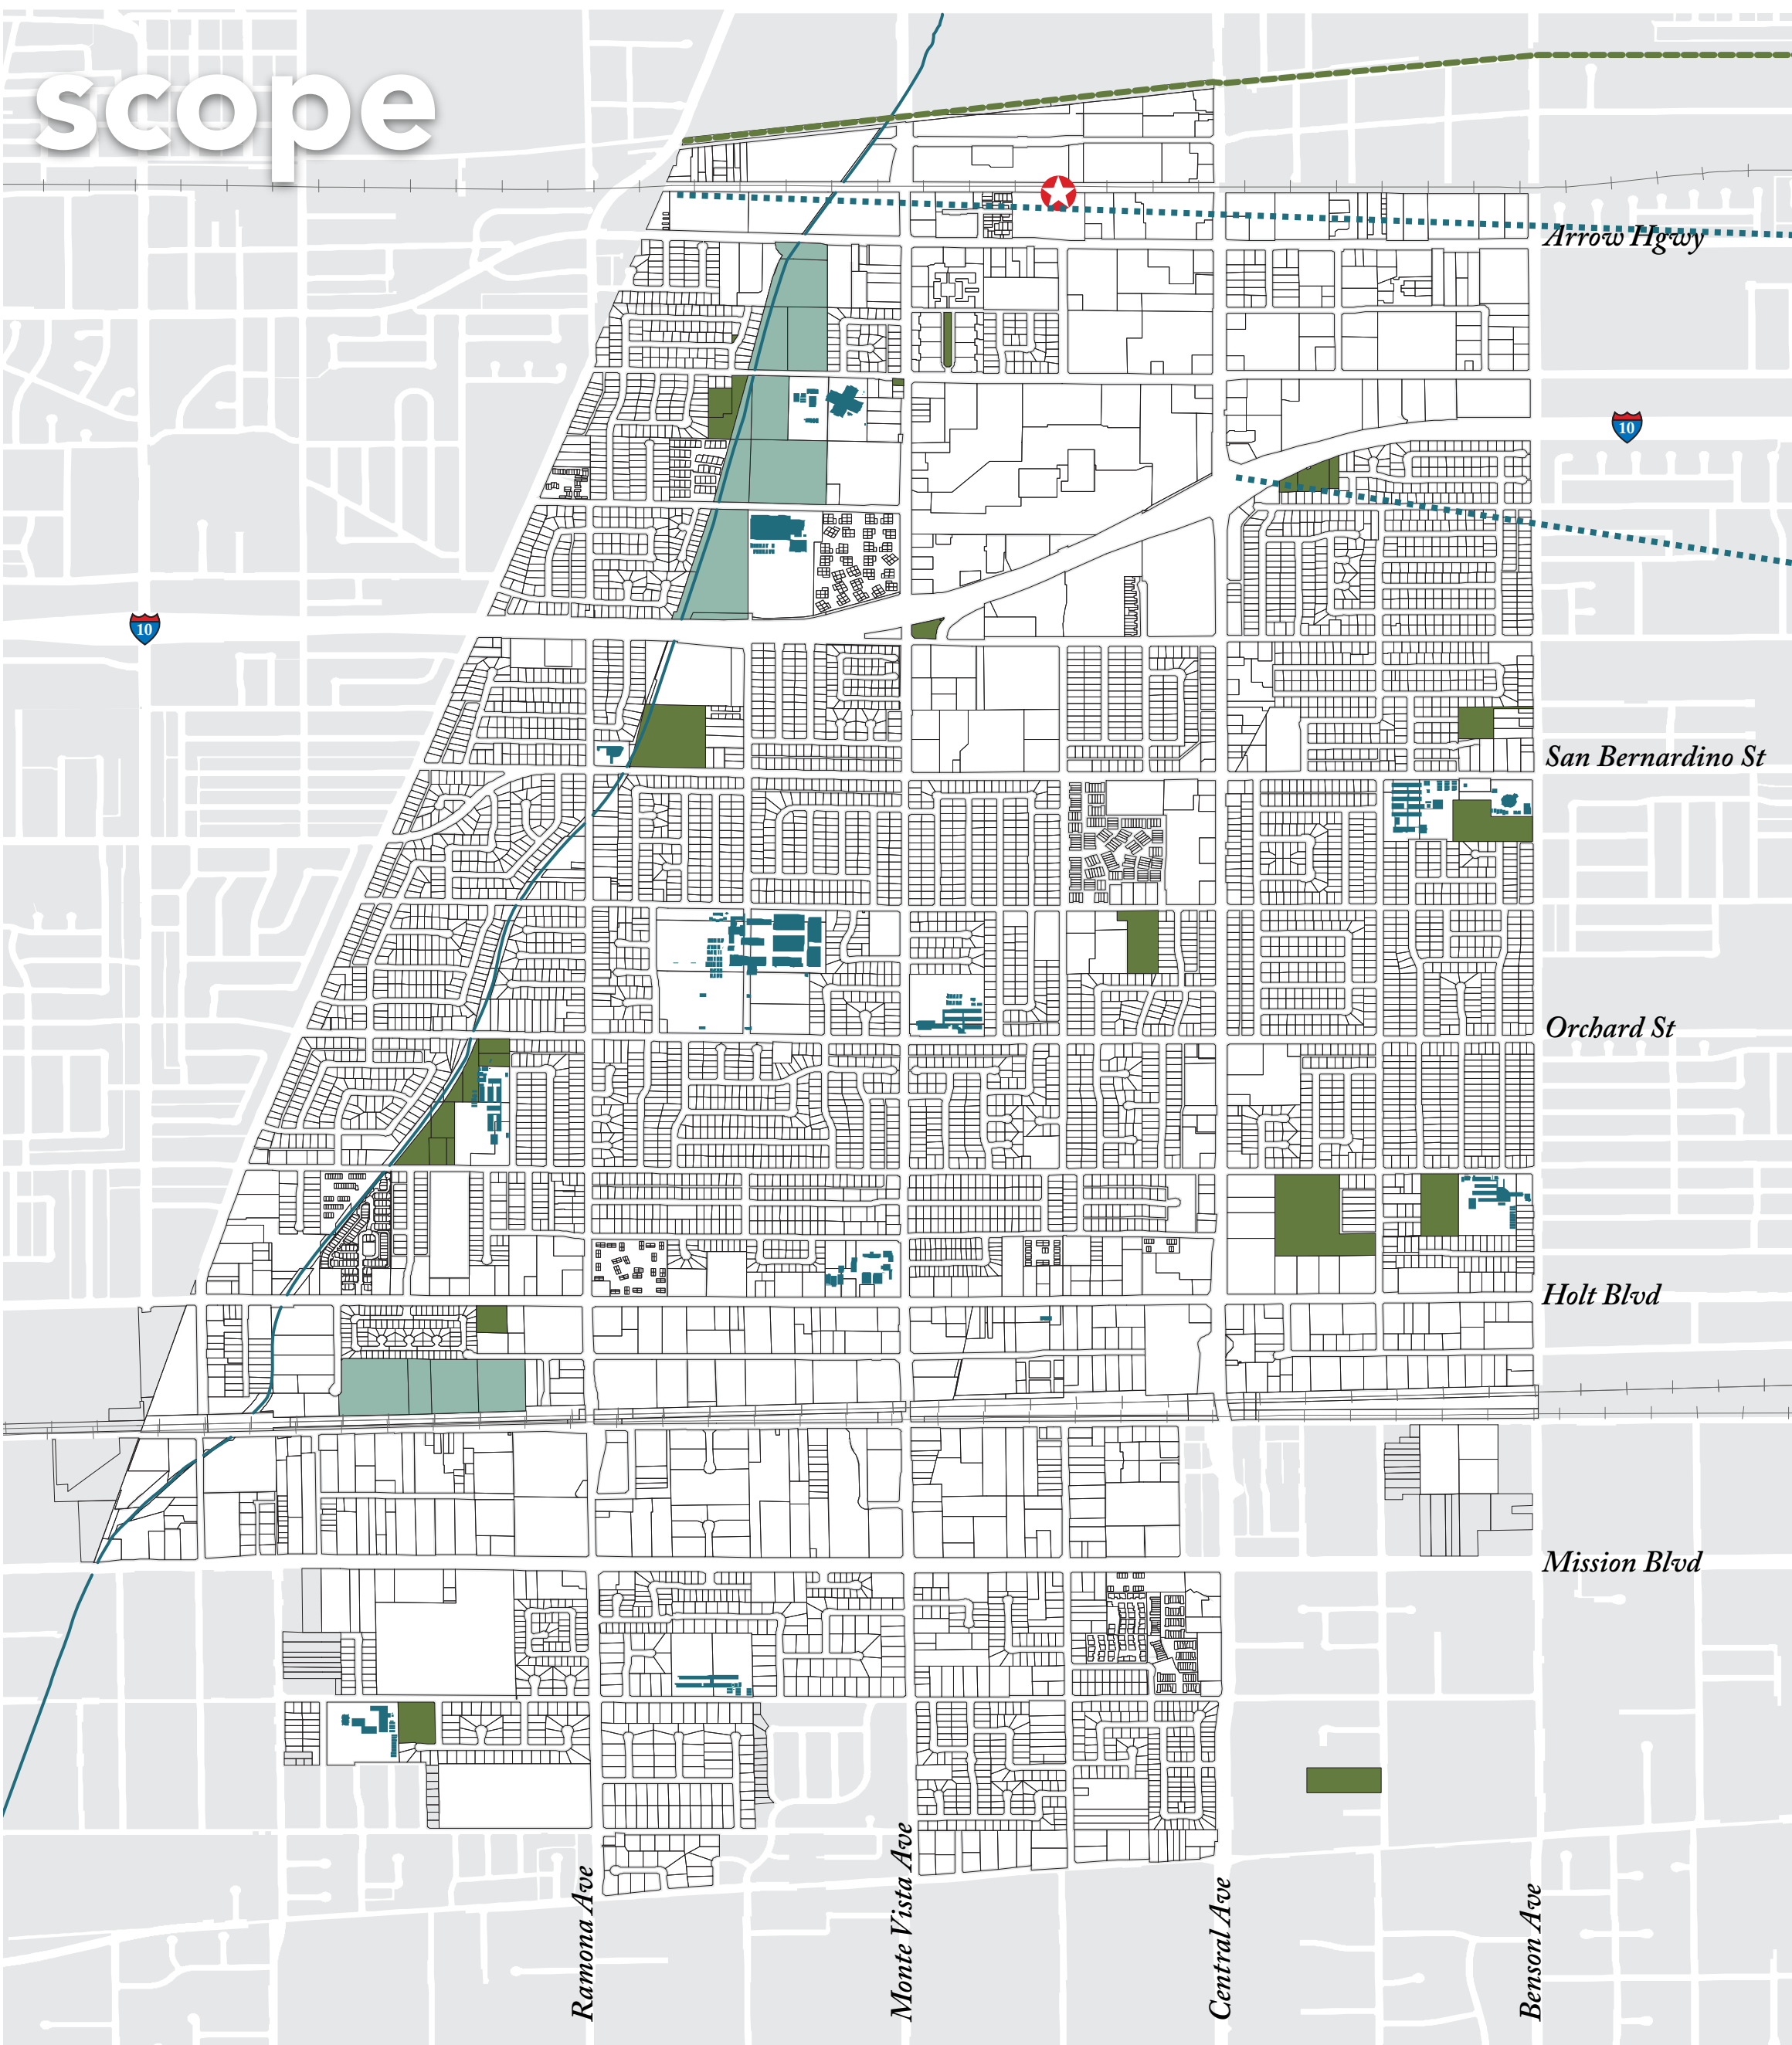 scope
Arrow Hgwy
10
10
San Bernardino St
Orchard St
Holt Blvd
Mission Blvd
Ramona Ave
Monte Vista Ave
Central Ave
Benson Ave